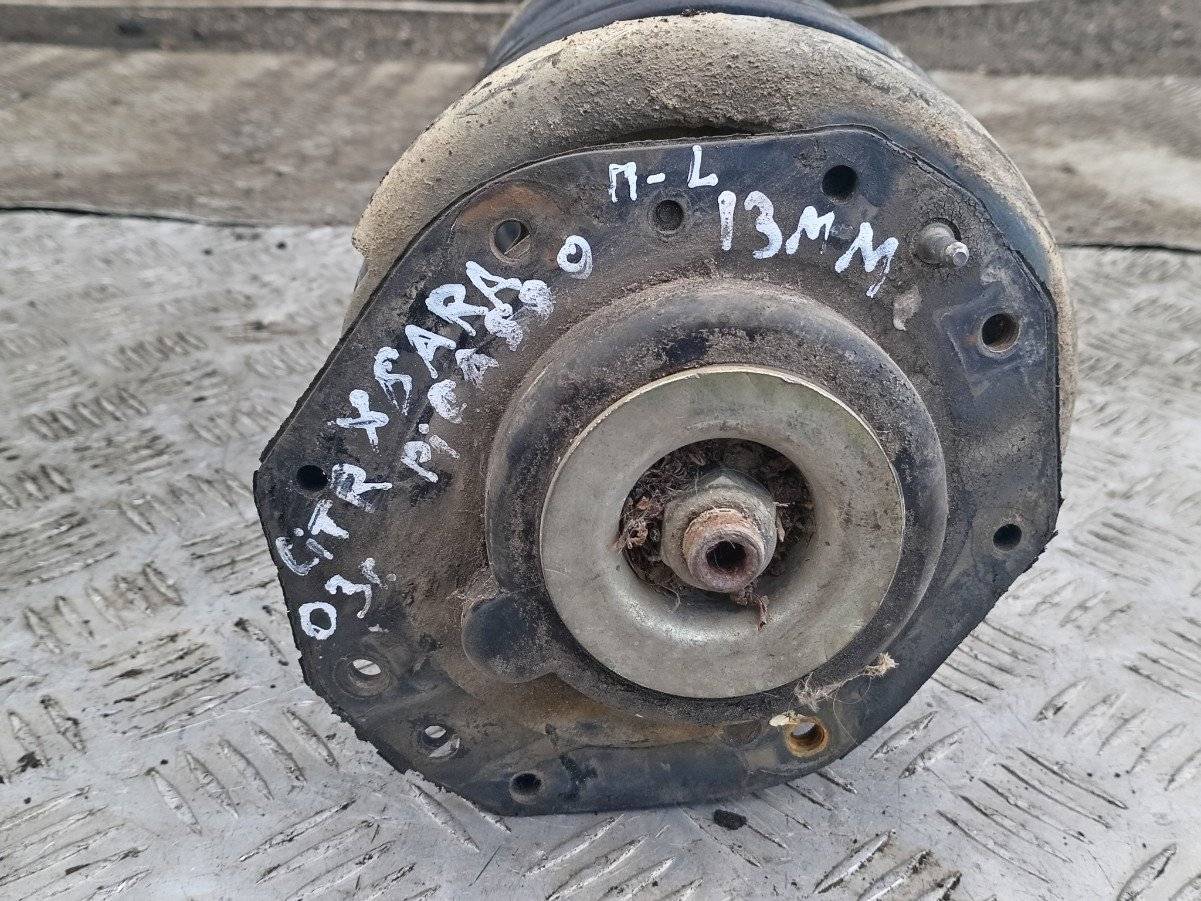 П-L
13MM
CiTR XSARA
PiCASSO
03г.